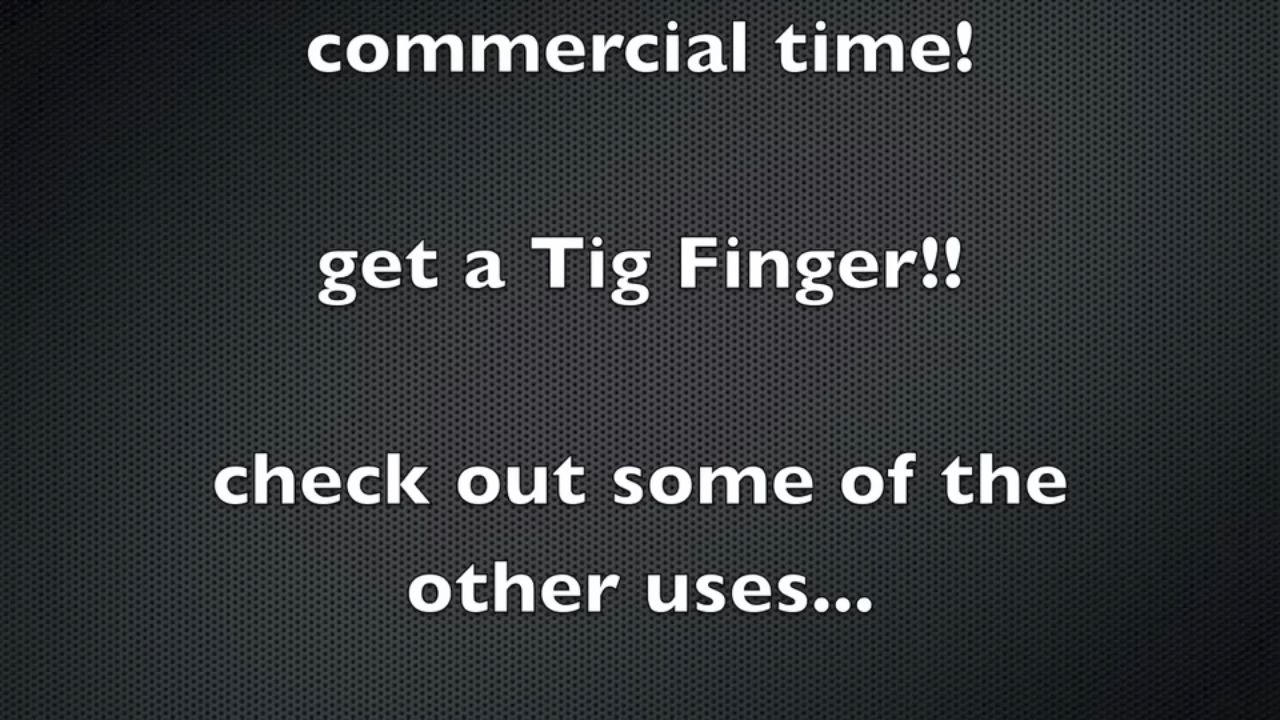 commercial time!
get a Tig Finger!!
check out some of the
other uses...